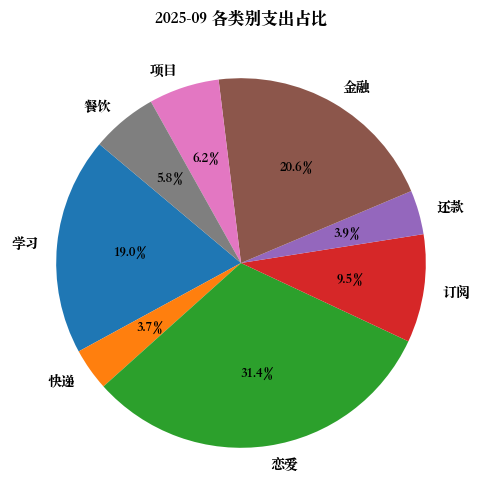 2025-09 各类别支出占比
项目
金融
餐饮
6.2%
20.6%
5.8%
还款
3.9%
学习
19.0%
9.5%
订阅
3.7%
快递
31.4%
恋爱